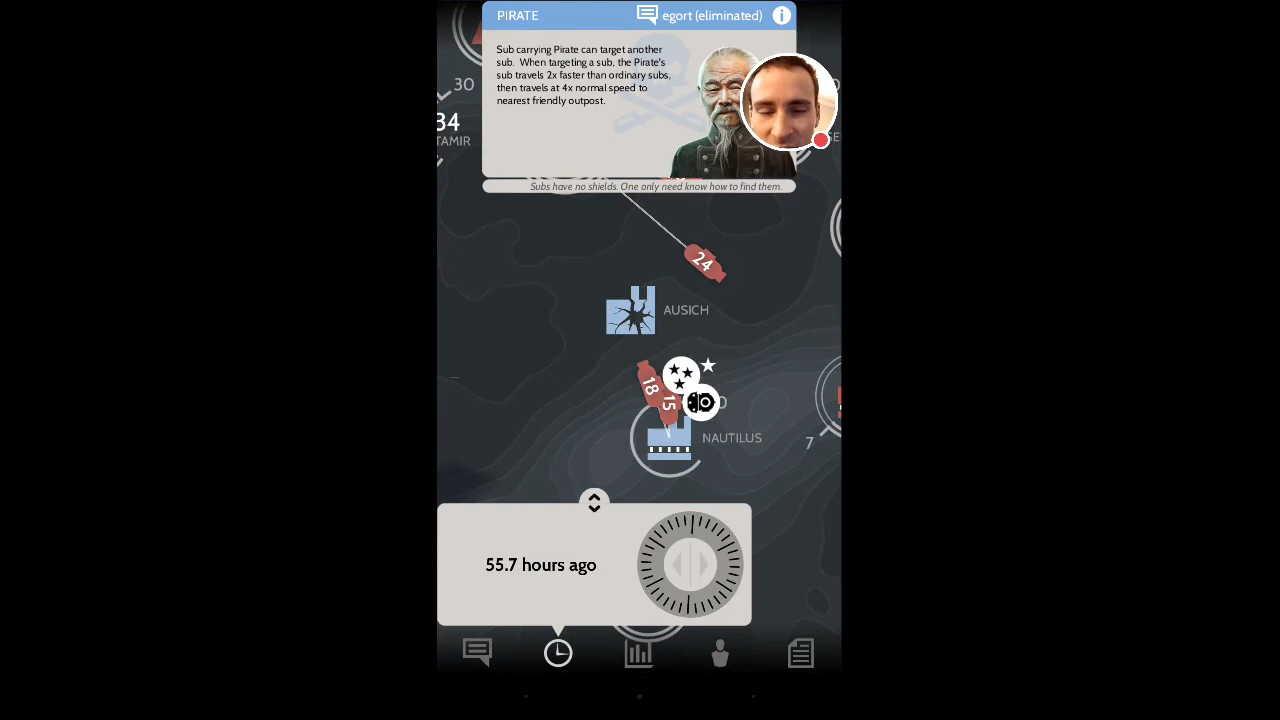 PIRATE
egort (eliminated)
i
Sub carrying Pirate can target another
sub. When targeting a sub, the Pirate's
sub travels 2x faster than ordinary subs,
then travels at 4x normal speed to
nearest friendly outpost.
Subs have no shields. One only need know how to find them.
30
34
TAMIR
SE
24
AUSICH
18
15
0
NAUTILUS
7
55.7 hours ago